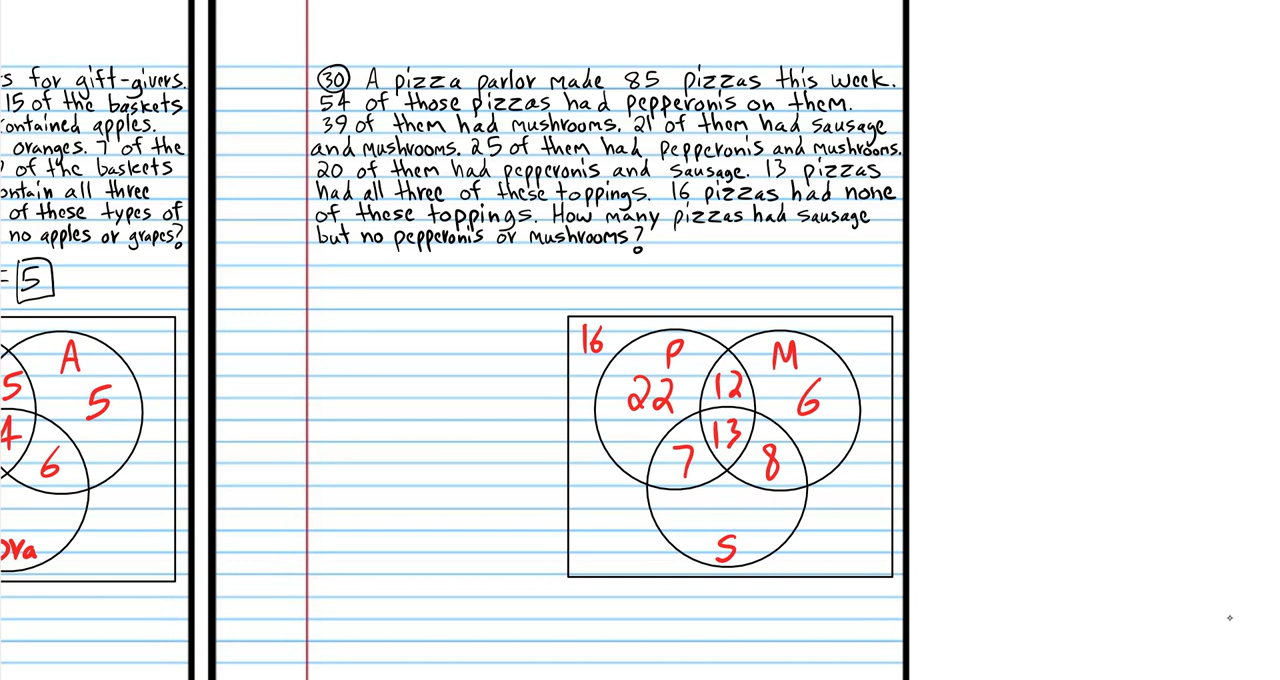 s for gift-givers.
15 of the baskets
ontained apples.
oranges. 7 of the
of the baskets
ontain all three
of these types of
no apples or grapes?
= 5
A
5
5
4
6
ova
30 A pizza parlor made 85 pizzas this week.
54 of those pizzas had pepperonis on them.
39 of them had mushrooms. 21 of them had sausage
and mushrooms. 25 of them had pepperonis and mushrooms.
20 of them had pepperonis and sausage. 13 pizzas
had all three of these toppings. 16 pizzas had none
of these toppings. How many pizzas had sausage
but no pepperonis or mushrooms?
16
P
M
22
12
6
13
7
8
S